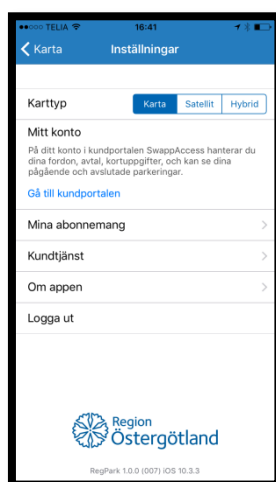 TELIA 16:41
Karta Inställningar
Karttyp Karta Satellit Hybrid
Mitt konto
På ditt konto i kundportalen SwappAccess hanterar du
dina fordon, avtal, kortuppgifter, och kan se dina
pågående och avslutade parkeringar.
Gå till kundportalen
Mina abonnemang
Kundtjänst
Om appen
Logga ut
Region
Östergötland
RegPark 1.0.0 (007) iOS 10.3.3